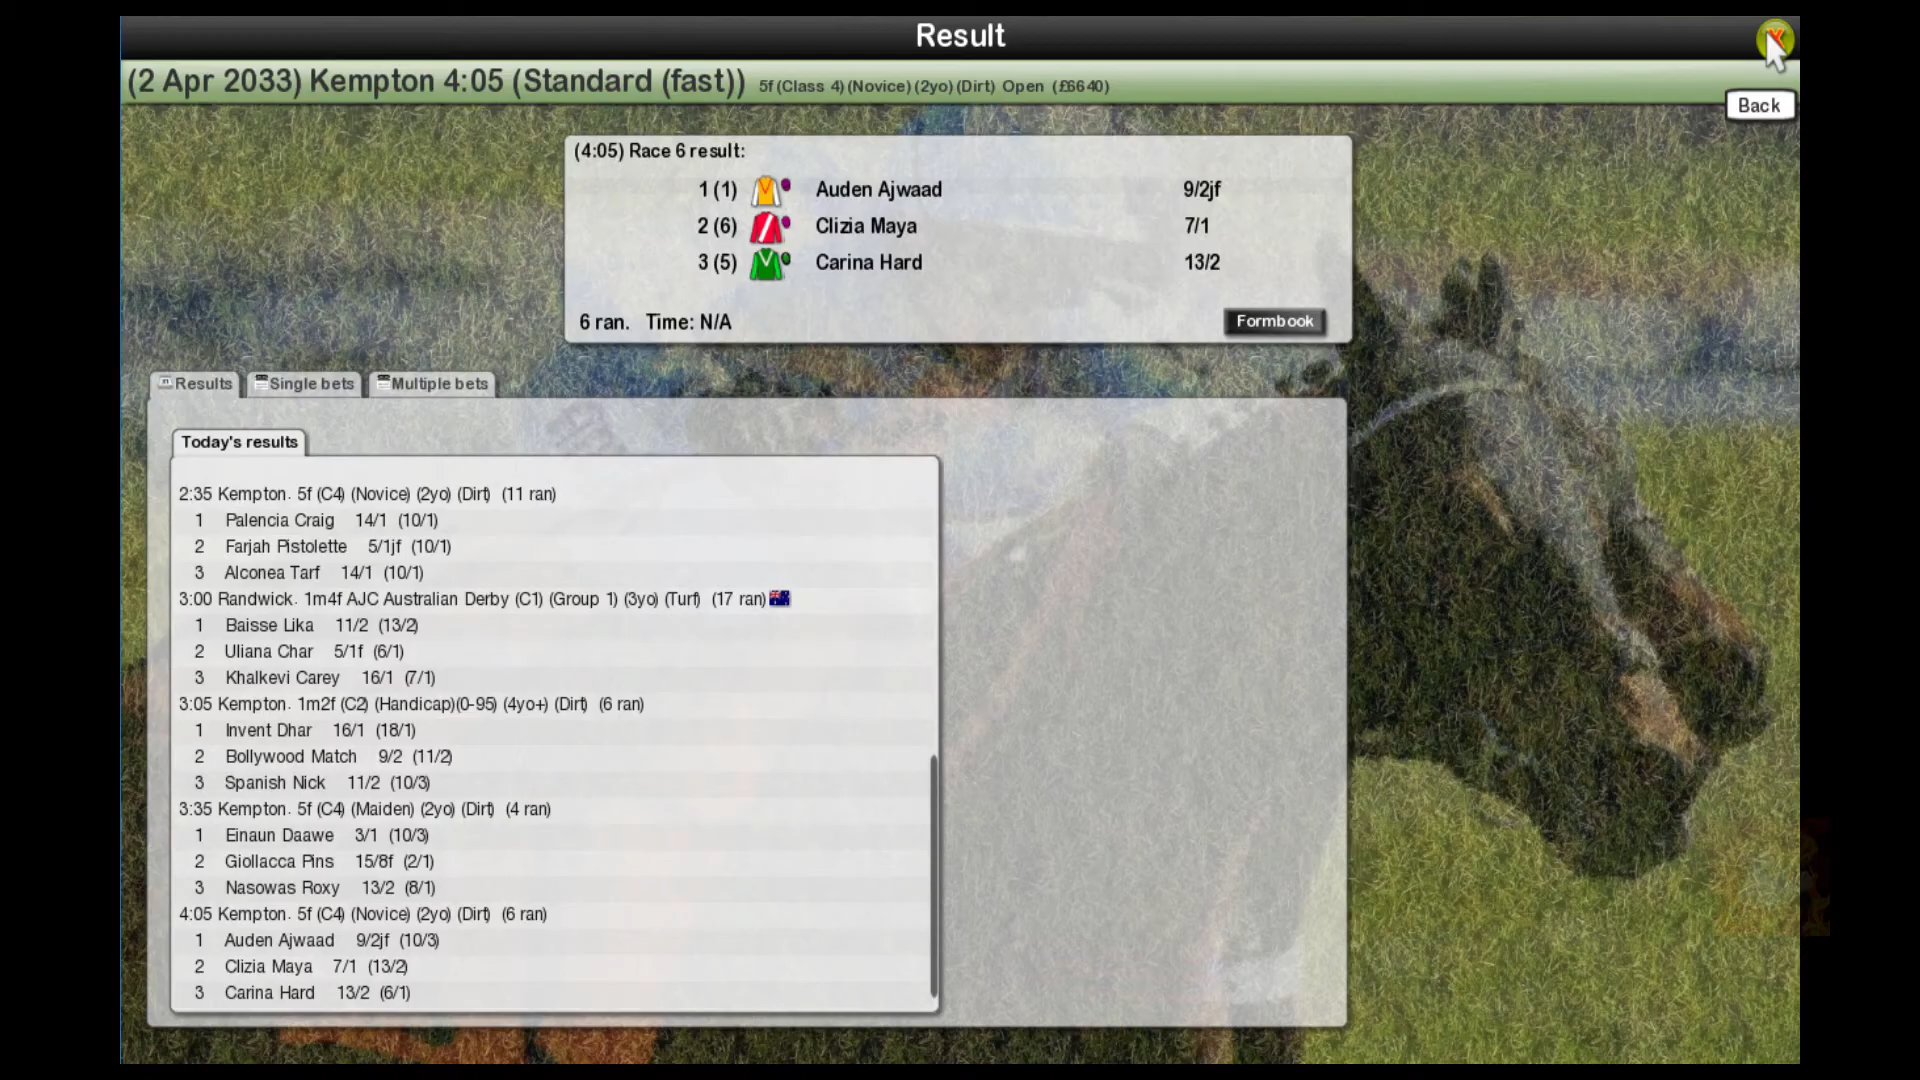 Result
(2 Apr 2033) Kempton 4:05 (Standard (fast)) 5f (Class 4) (Novice) (2yo) (Dirt) Open (£6640)
Back
(4:05) Race 6 result:
1 (1) Auden Ajwaad 9/2jf
2 (6) Clizia Maya 7/1
3 (5) Carina Hard 13/2
6 ran. Time: N/A Formbook
Results Single bets Multiple bets
Today's results
2:35 Kempton. 5f (C4) (Novice) (2yo) (Dirt) (11 ran)
1 Palencia Craig 14/1 (10/1)
2 Farjah Pistolette 5/1jf (10/1)
3 Alconea Tarf 14/1 (10/1)
3:00 Randwick. 1m4f AJC Australian Derby (C1) (Group 1) (3yo) (Turf) (17 ran)
1 Baisse Lika 11/2 (13/2)
2 Uliana Char 5/1f (6/1)
3 Khalkevi Carey 16/1 (7/1)
3:05 Kempton. 1m2f (C2) (Handicap)(0-95) (4yo+) (Dirt) (6 ran)
1 Invent Dhar 16/1 (18/1)
2 Bollywood Match 9/2 (11/2)
3 Spanish Nick 11/2 (10/3)
3:35 Kempton. 5f (C4) (Maiden) (2yo) (Dirt) (4 ran)
1 Einaun Daawe 3/1 (10/3)
2 Giollacca Pins 15/8f (2/1)
3 Nasowas Roxy 13/2 (8/1)
4:05 Kempton. 5f (C4) (Novice) (2yo) (Dirt) (6 ran)
1 Auden Ajwaad 9/2jf (10/3)
2 Clizia Maya 7/1 (13/2)
3 Carina Hard 13/2 (6/1)